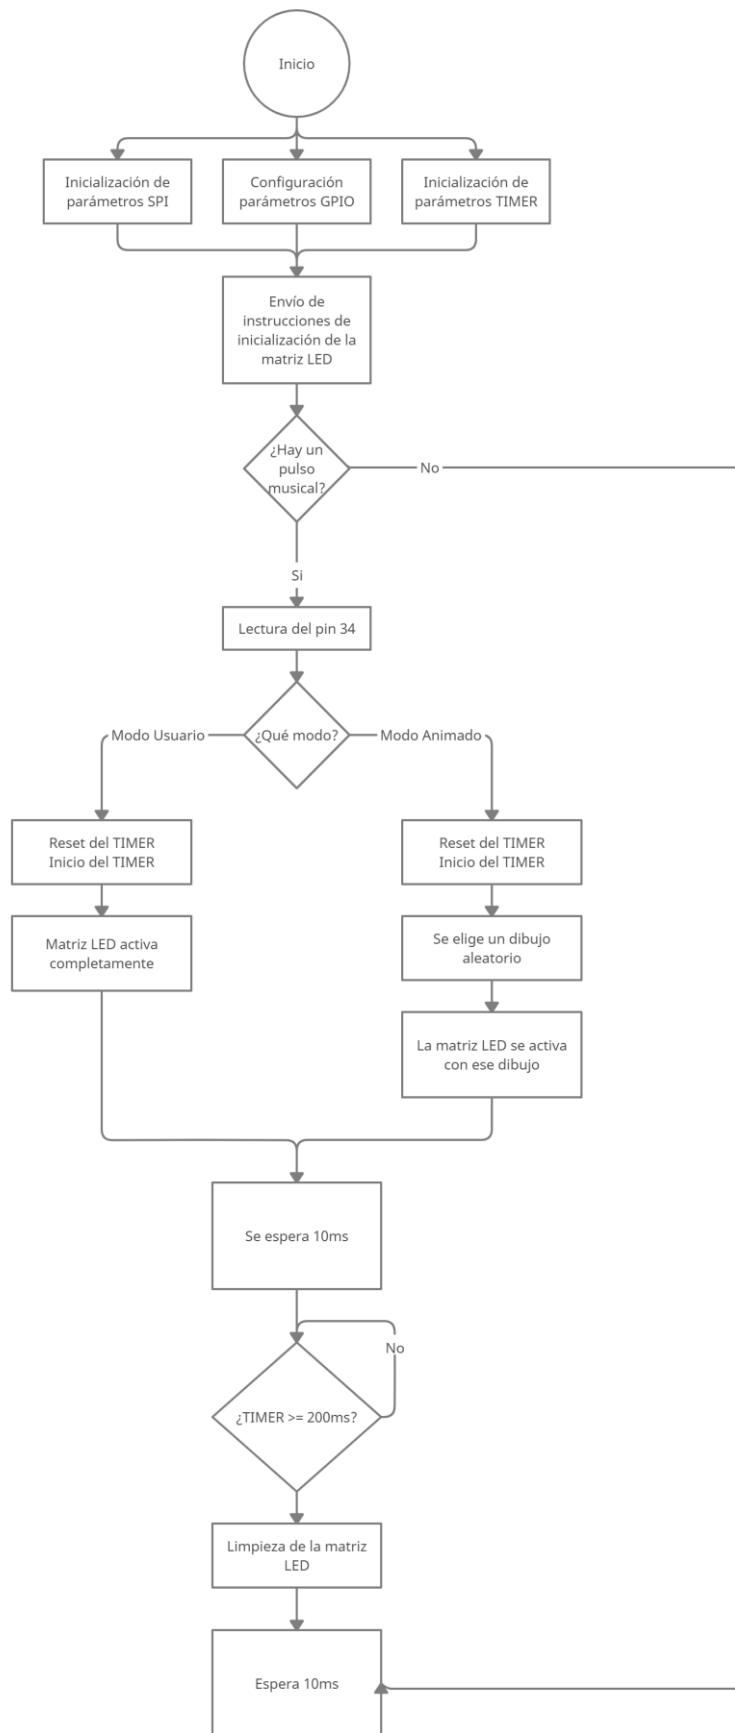 Inicio
Inicialización de
parámetros SPI
Configuración
parámetros GPIO
Inicialización de
parámetros TIMER
Envío de
instrucciones de
inicialización de la
matriz LED
¿Hay un
pulso
musical?
No
Si
Lectura del pin 34
¿Qué modo?
Modo Usuario
Modo Animado
Reset del TIMER
Inicio del TIMER
Reset del TIMER
Inicio del TIMER
Matriz LED activa
completamente
Se elige un dibujo
aleatorio
La matriz LED se activa
con ese dibujo
Se espera 10ms
No
¿TIMER >= 200ms?
Limpieza de la matriz
LED
Espera 10ms